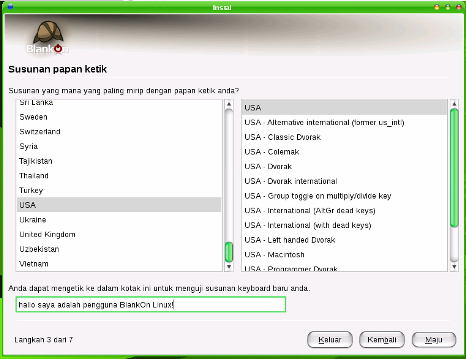 Instal
BlankOn
Susunan papan ketik
Susunan yang mana yang paling mirip dengan papan ketik anda?
Sri Lanka
Sweden
Switzerland
Syria
Tajikistan
Thailand
Turkey
USA
Ukraine
United Kingdom
Uzbekistan
Vietnam
USA
USA - Alternative international (former us_intl)
USA - Classic Dvorak
USA - Colemak
USA - Dvorak
USA - Dvorak international
USA - Group toggle on multiply/divide key
USA - International (AltGr dead keys)
USA - International (with dead keys)
USA - Left handed Dvorak
USA - Macintosh
USA - Programmer Dvorak
Anda dapat mengetik ke dalam kotak ini untuk menguji susunan keyboard baru anda.
hallo saya adalah pengguna BlankOn Linux!
Langkah 3 dari 7
Keluar
Kembali
Maju